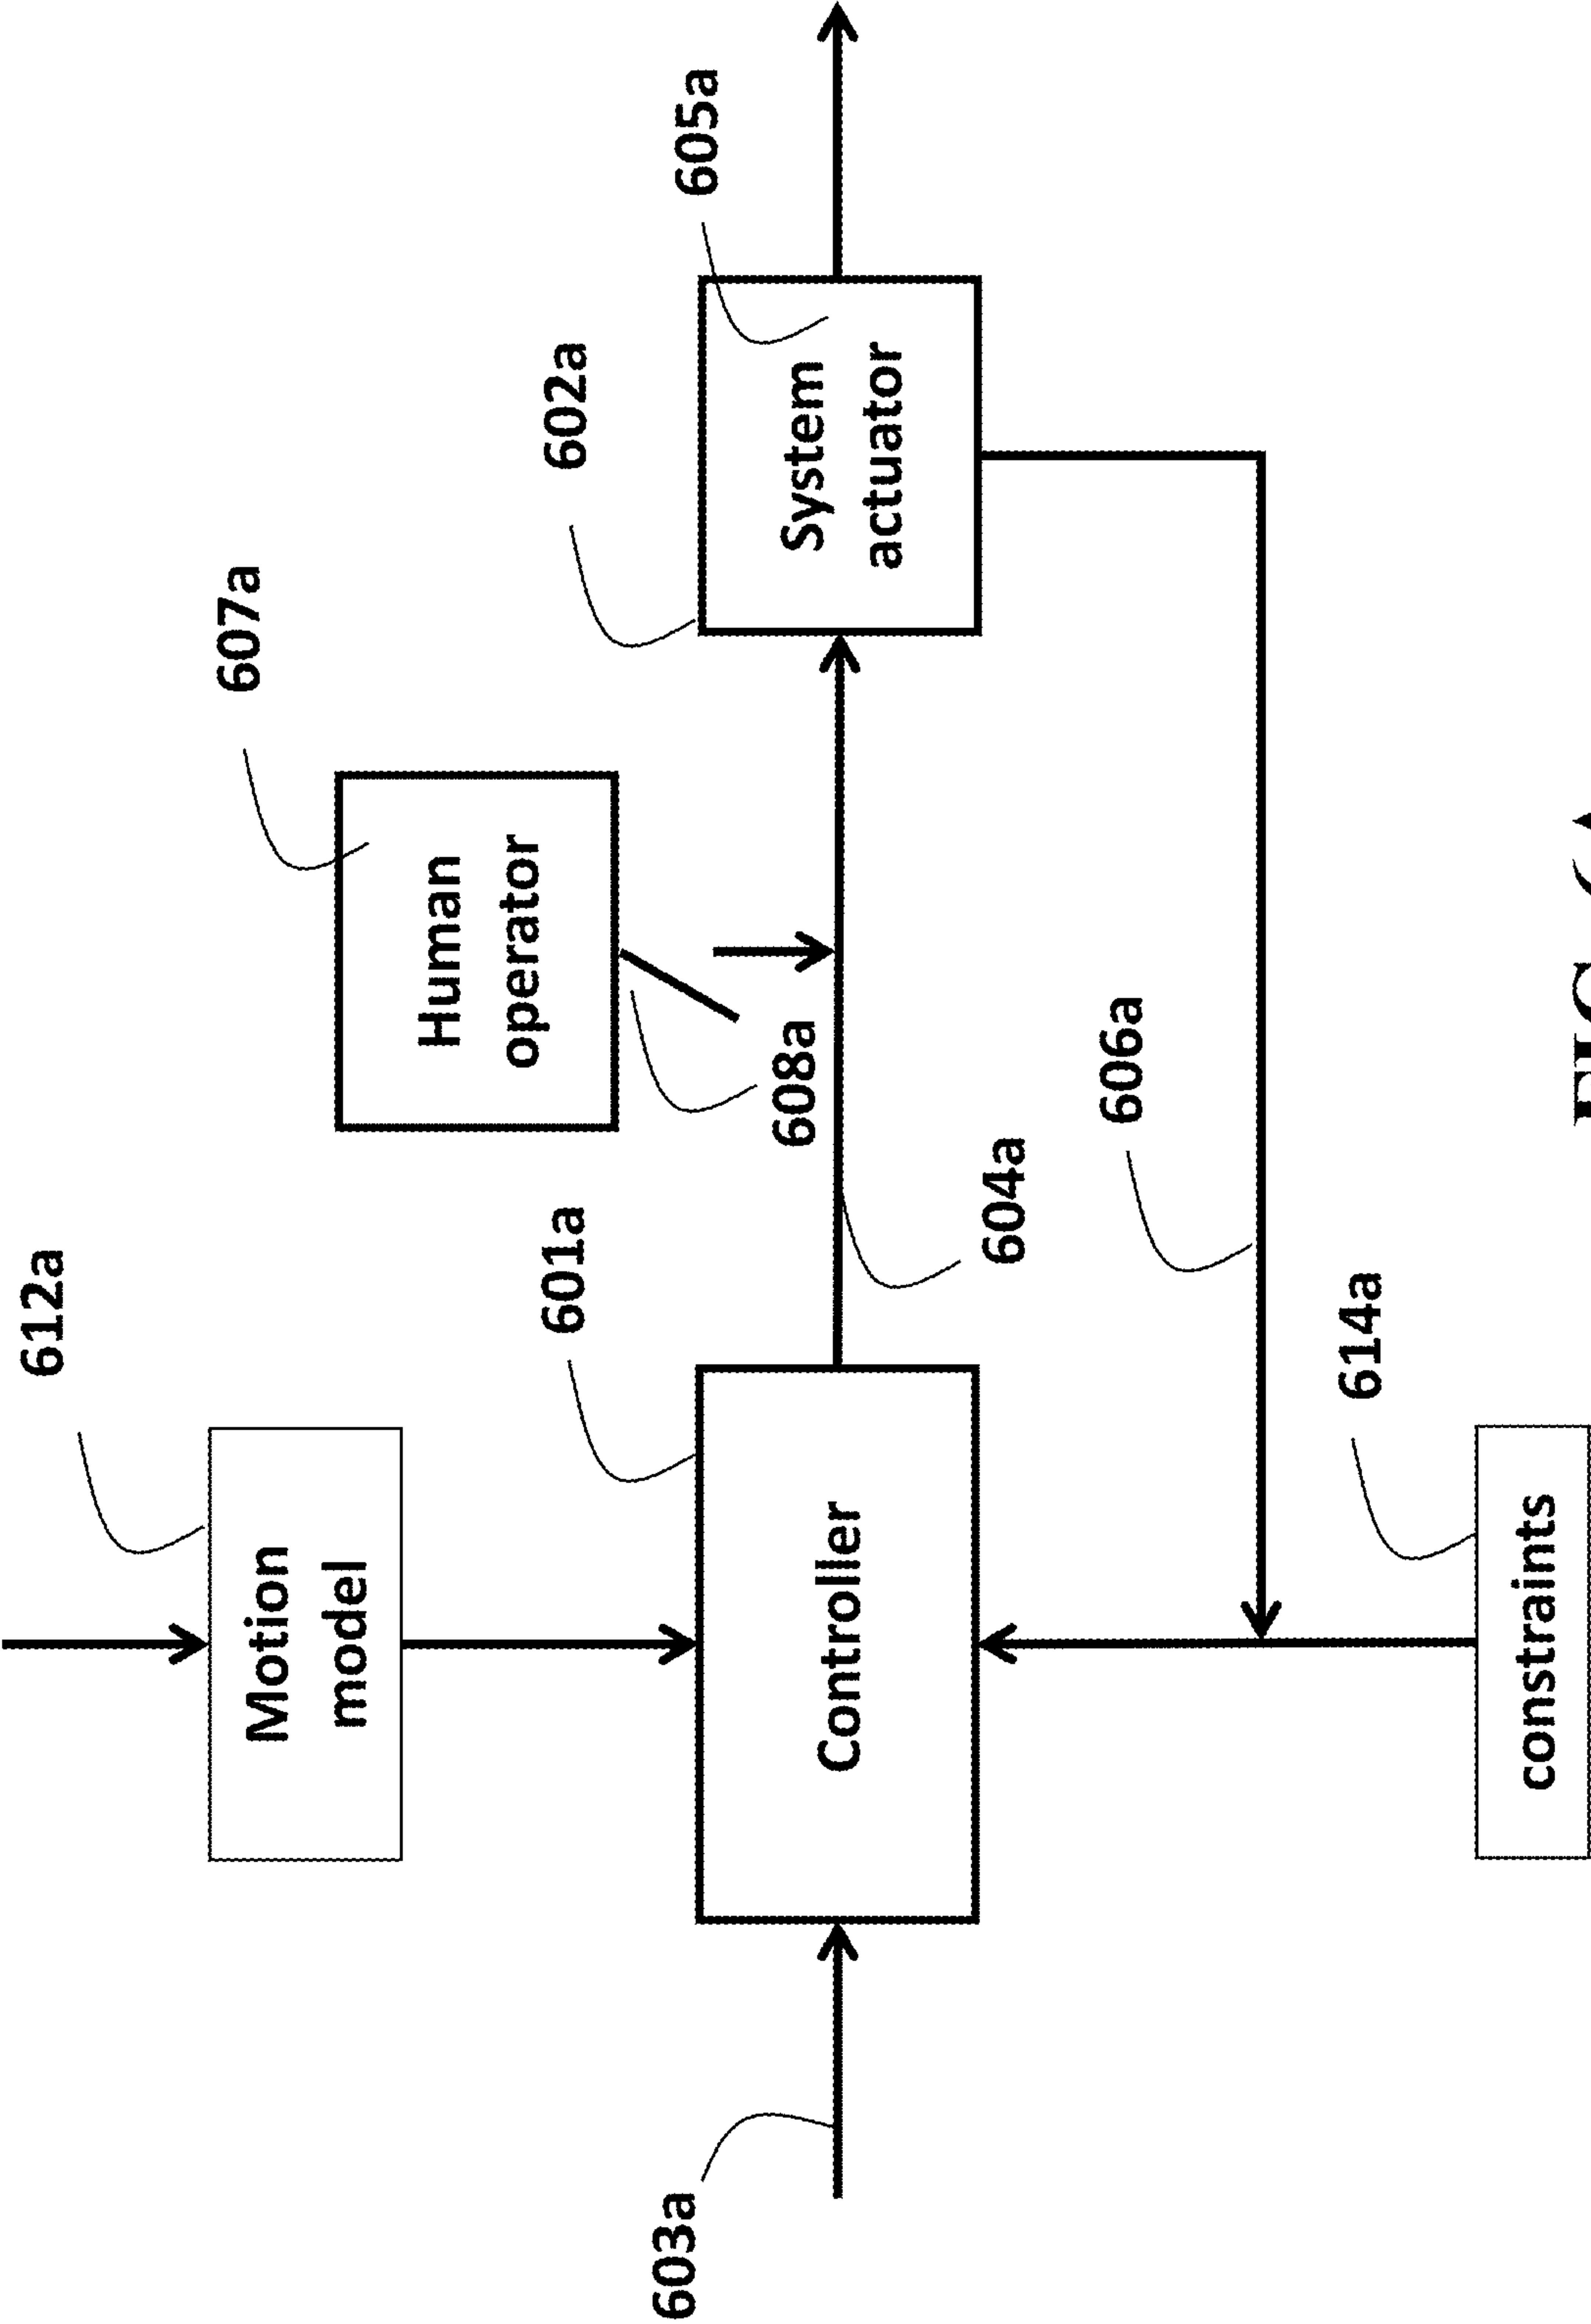 612a
Motion
model
607a
Human
operator
601a
602a
605a
603a
Controller
608a
System
actuator
604a
606a
614a
constraints